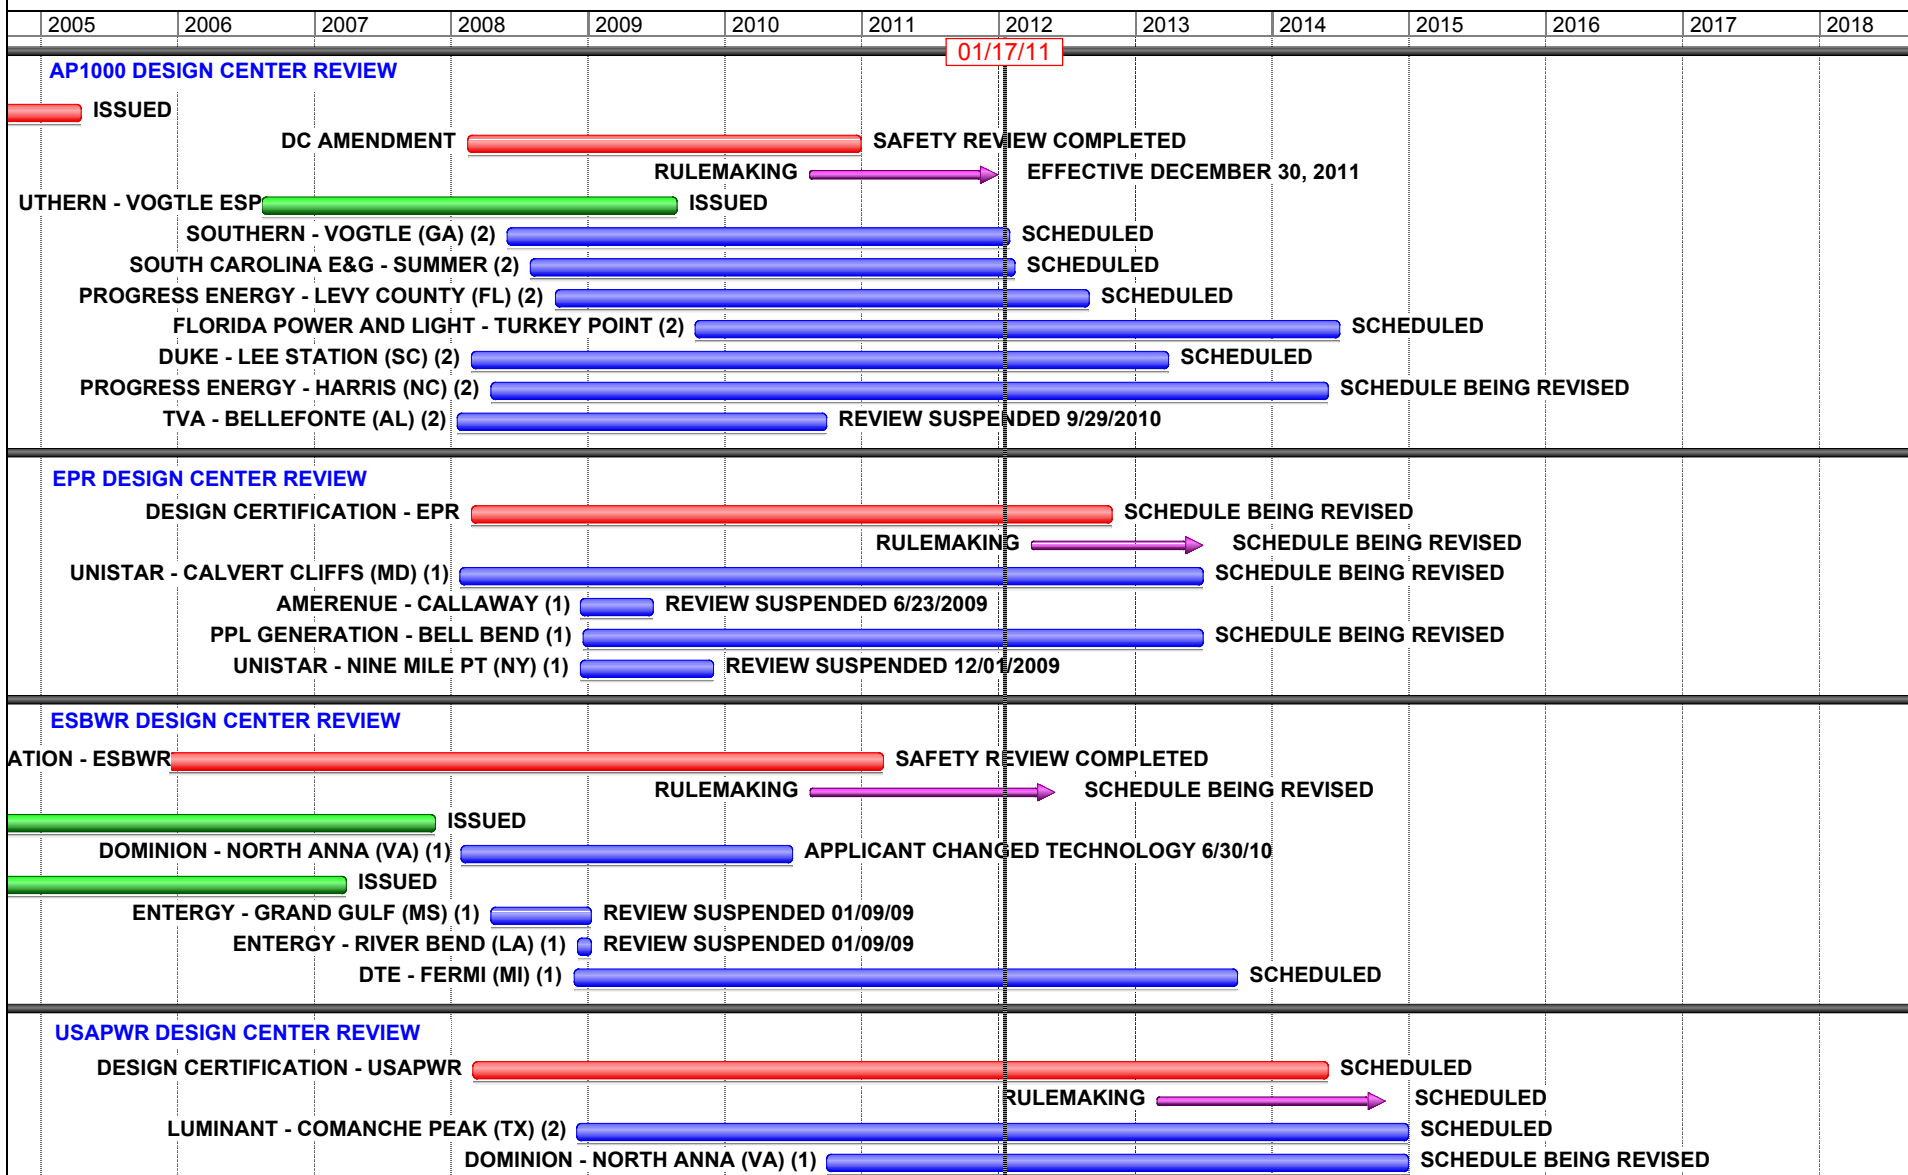 2005 2006 2007 2008 2009 2010 2011 2012 2013 2014 2015 2016 2017 2018
01/17/11
AP1000 DESIGN CENTER REVIEW
ISSUED
DC AMENDMENT SAFETY REVIEW COMPLETED
RULEMAKING EFFECTIVE DECEMBER 30, 2011
UTHERN - VOGTLE ESP ISSUED
SOUTHERN - VOGTLE (GA) (2) SCHEDULED
SOUTH CAROLINA E&G - SUMMER (2) SCHEDULED
PROGRESS ENERGY - LEVY COUNTY (FL) (2) SCHEDULED
FLORIDA POWER AND LIGHT - TURKEY POINT (2) SCHEDULED
DUKE - LEE STATION (SC) (2) SCHEDULED
PROGRESS ENERGY - HARRIS (NC) (2) SCHEDULE BEING REVISED
TVA - BELLEFONTE (AL) (2) REVIEW SUSPENDED 9/29/2010
EPR DESIGN CENTER REVIEW
DESIGN CERTIFICATION - EPR SCHEDULE BEING REVISED
RULEMAKING SCHEDULE BEING REVISED
UNISTAR - CALVERT CLIFFS (MD) (1) SCHEDULE BEING REVISED
AMERENUE - CALLAWAY (1) REVIEW SUSPENDED 6/23/2009
PPL GENERATION - BELL BEND (1) SCHEDULE BEING REVISED
UNISTAR - NINE MILE PT (NY) (1) REVIEW SUSPENDED 12/01/2009
ESBWR DESIGN CENTER REVIEW
ATION - ESBWR SAFETY REVIEW COMPLETED
RULEMAKING SCHEDULE BEING REVISED
ISSUED
DOMINION - NORTH ANNA (VA) (1) APPLICANT CHANGED TECHNOLOGY 6/30/10
ISSUED
ENTERGY - GRAND GULF (MS) (1) REVIEW SUSPENDED 01/09/09
ENTERGY - RIVER BEND (LA) (1) REVIEW SUSPENDED 01/09/09
DTE - FERMI (MI) (1) SCHEDULED
USAPWR DESIGN CENTER REVIEW
DESIGN CERTIFICATION - USAPWR SCHEDULED
RULEMAKING SCHEDULED
LUMINANT - COMANCHE PEAK (TX) (2) SCHEDULED
DOMINION - NORTH ANNA (VA) (1) SCHEDULE BEING REVISED